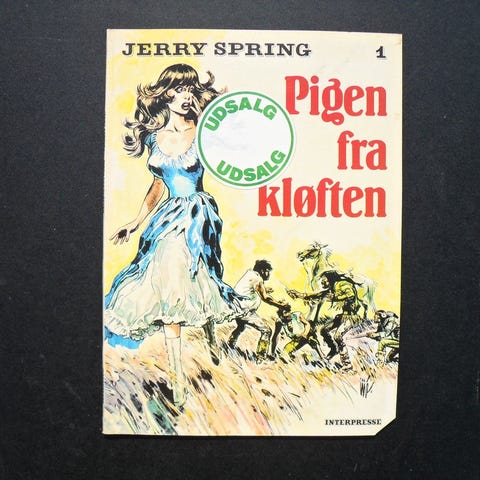 JERRY SPRING 1
UDSALG
UDSALG
Pigen
fra
kløften
INTERPRESSE